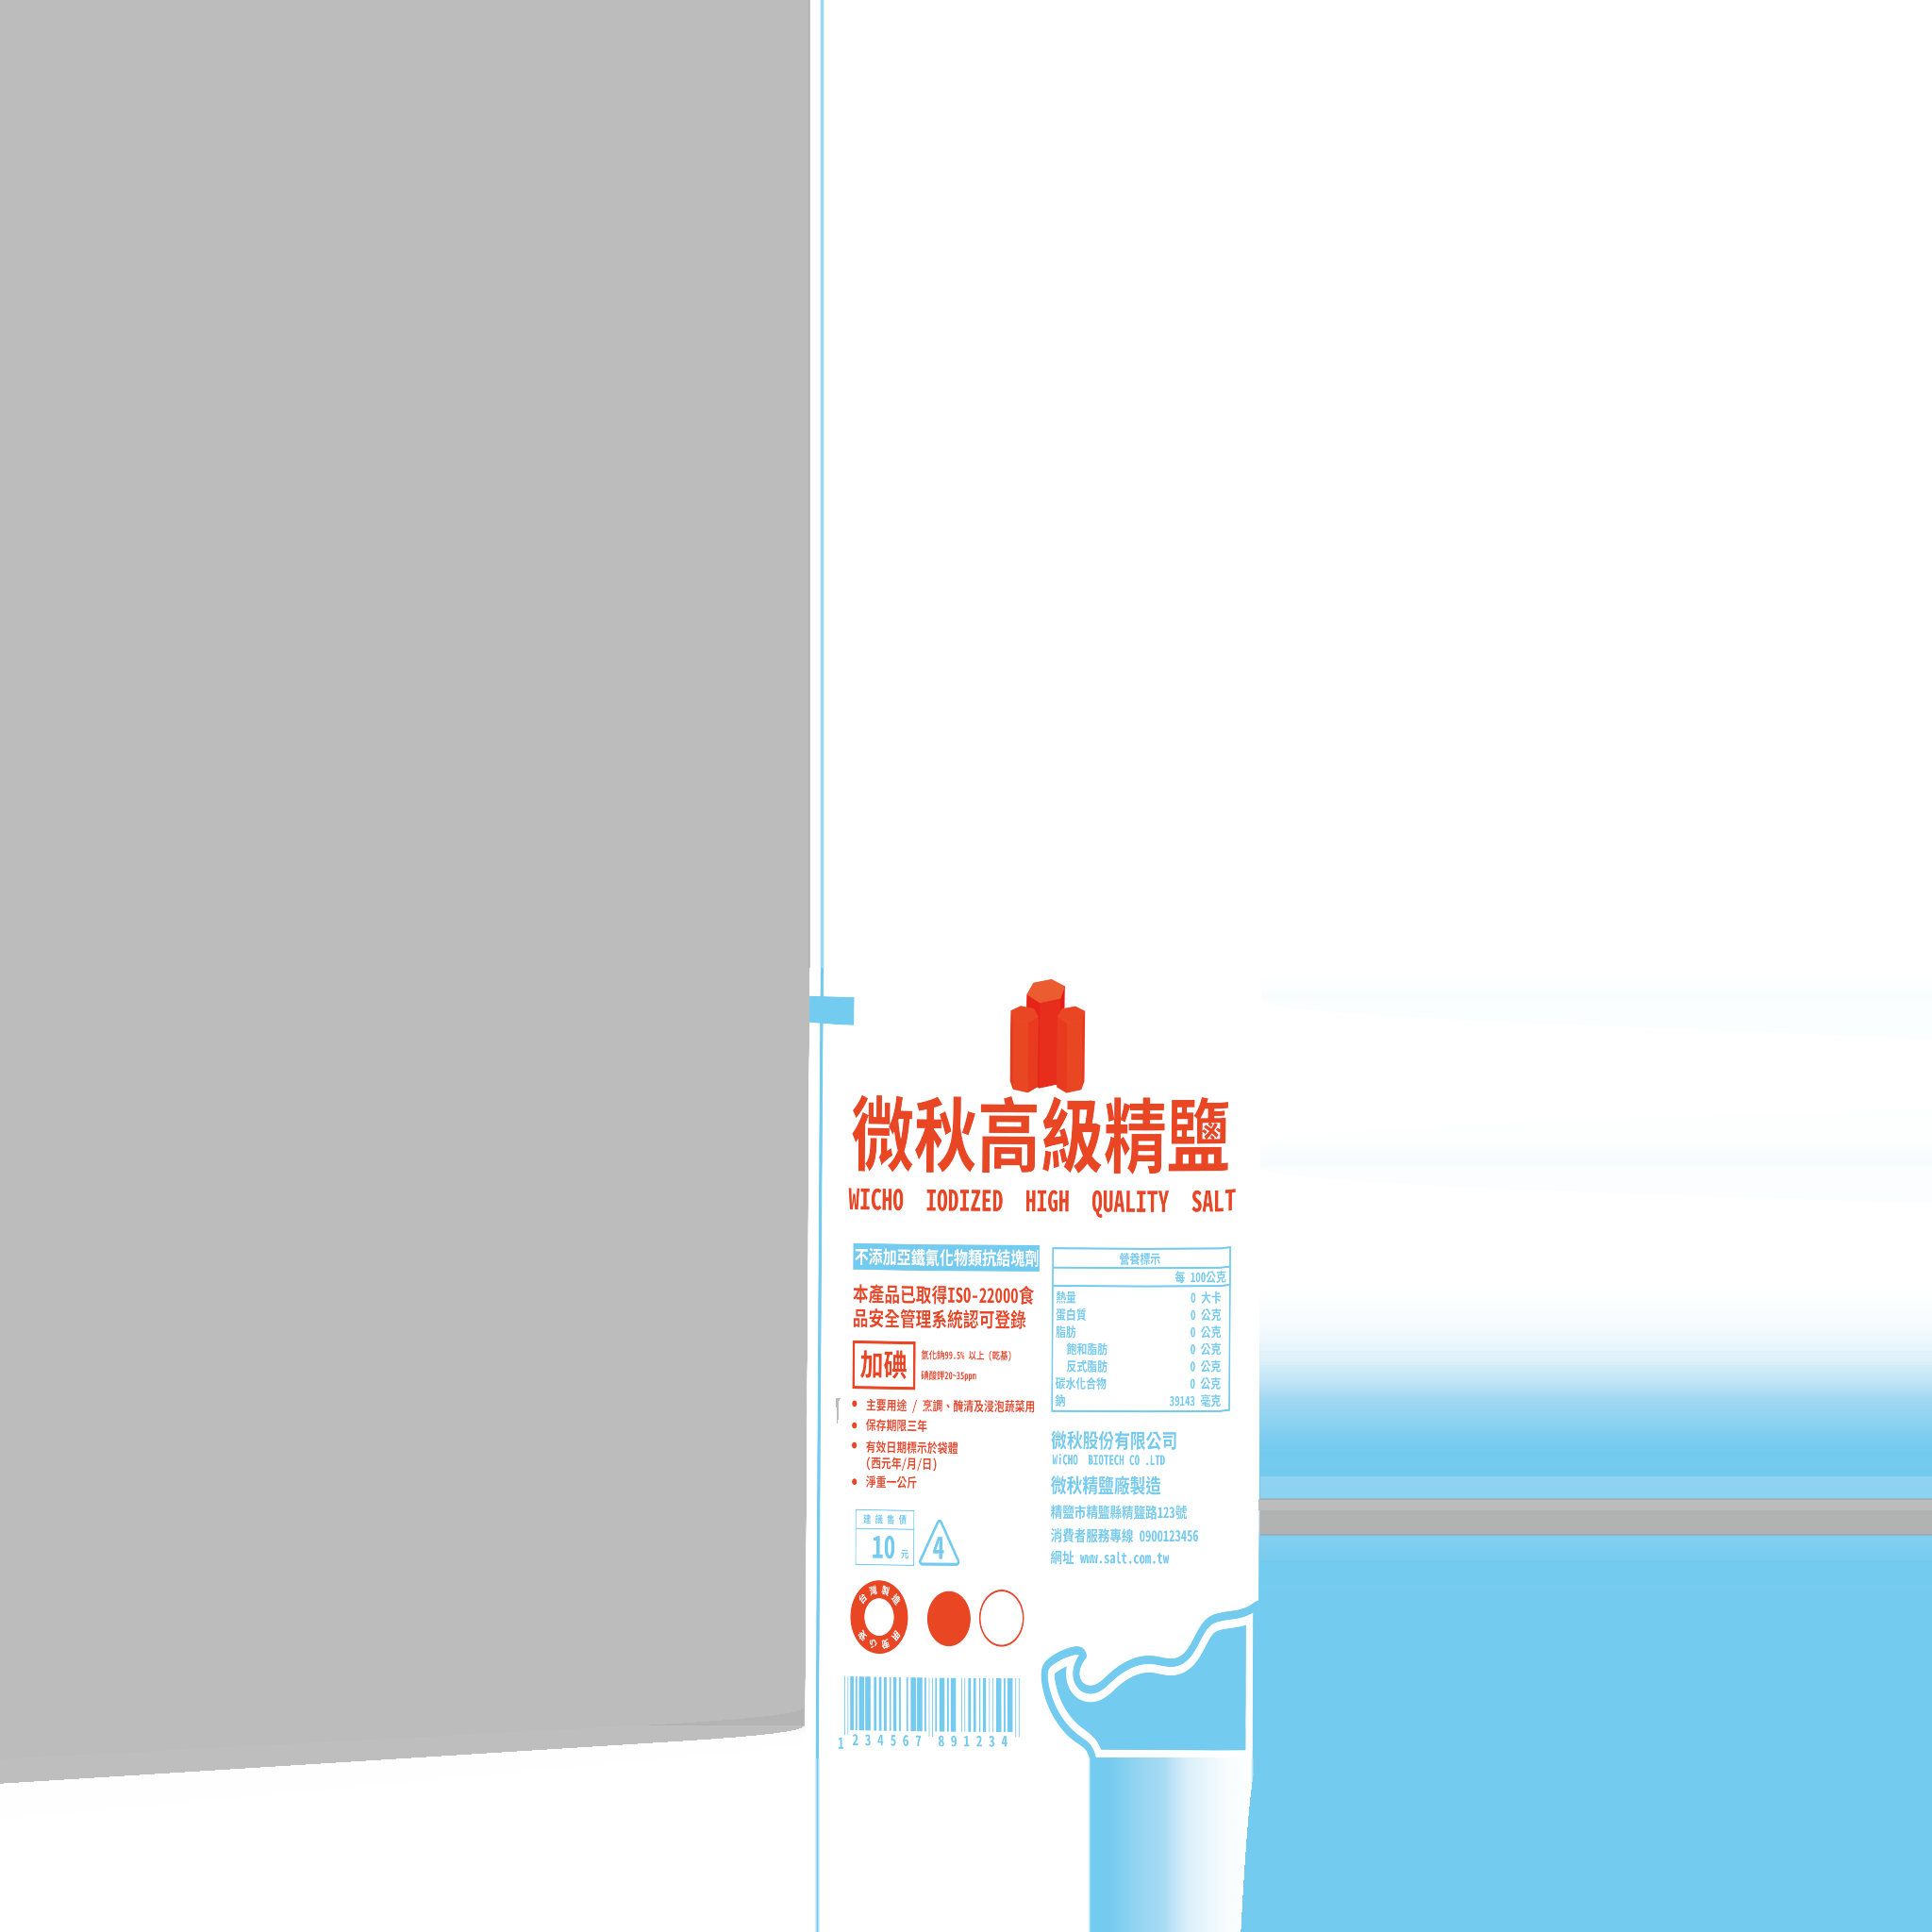 微秋高級精鹽
WICHO IODIZED HIGH QUALITY SALT
不添加亞鐵氰化物類抗結塊劑
本產品已取得ISO-22000食
品安全管理系統認可登錄
加碘
氯化鈉99.5% 以上 (乾基)
碘酸鉀20~35ppm
主要用途 / 烹調、醃清及浸泡蔬菜用
保存期限三年
有效日期標示於袋體
(西元年/月/日)
淨重一公斤
建議售價
10 元
4
台灣製造
1 234567 891234
營養標示
每 100公克
熱量 0 大卡
蛋白質 0 公克
脂肪 0 公克
飽和脂肪 0 公克
反式脂肪 0 公克
碳水化合物 0 公克
鈉 39143 毫克
微秋股份有限公司
WiCHO BIOTECH CO .LTD
微秋精鹽廠製造
精鹽市精鹽縣精鹽路123號
消費者服務專線 0900123456
網址 www.salt.com.tw